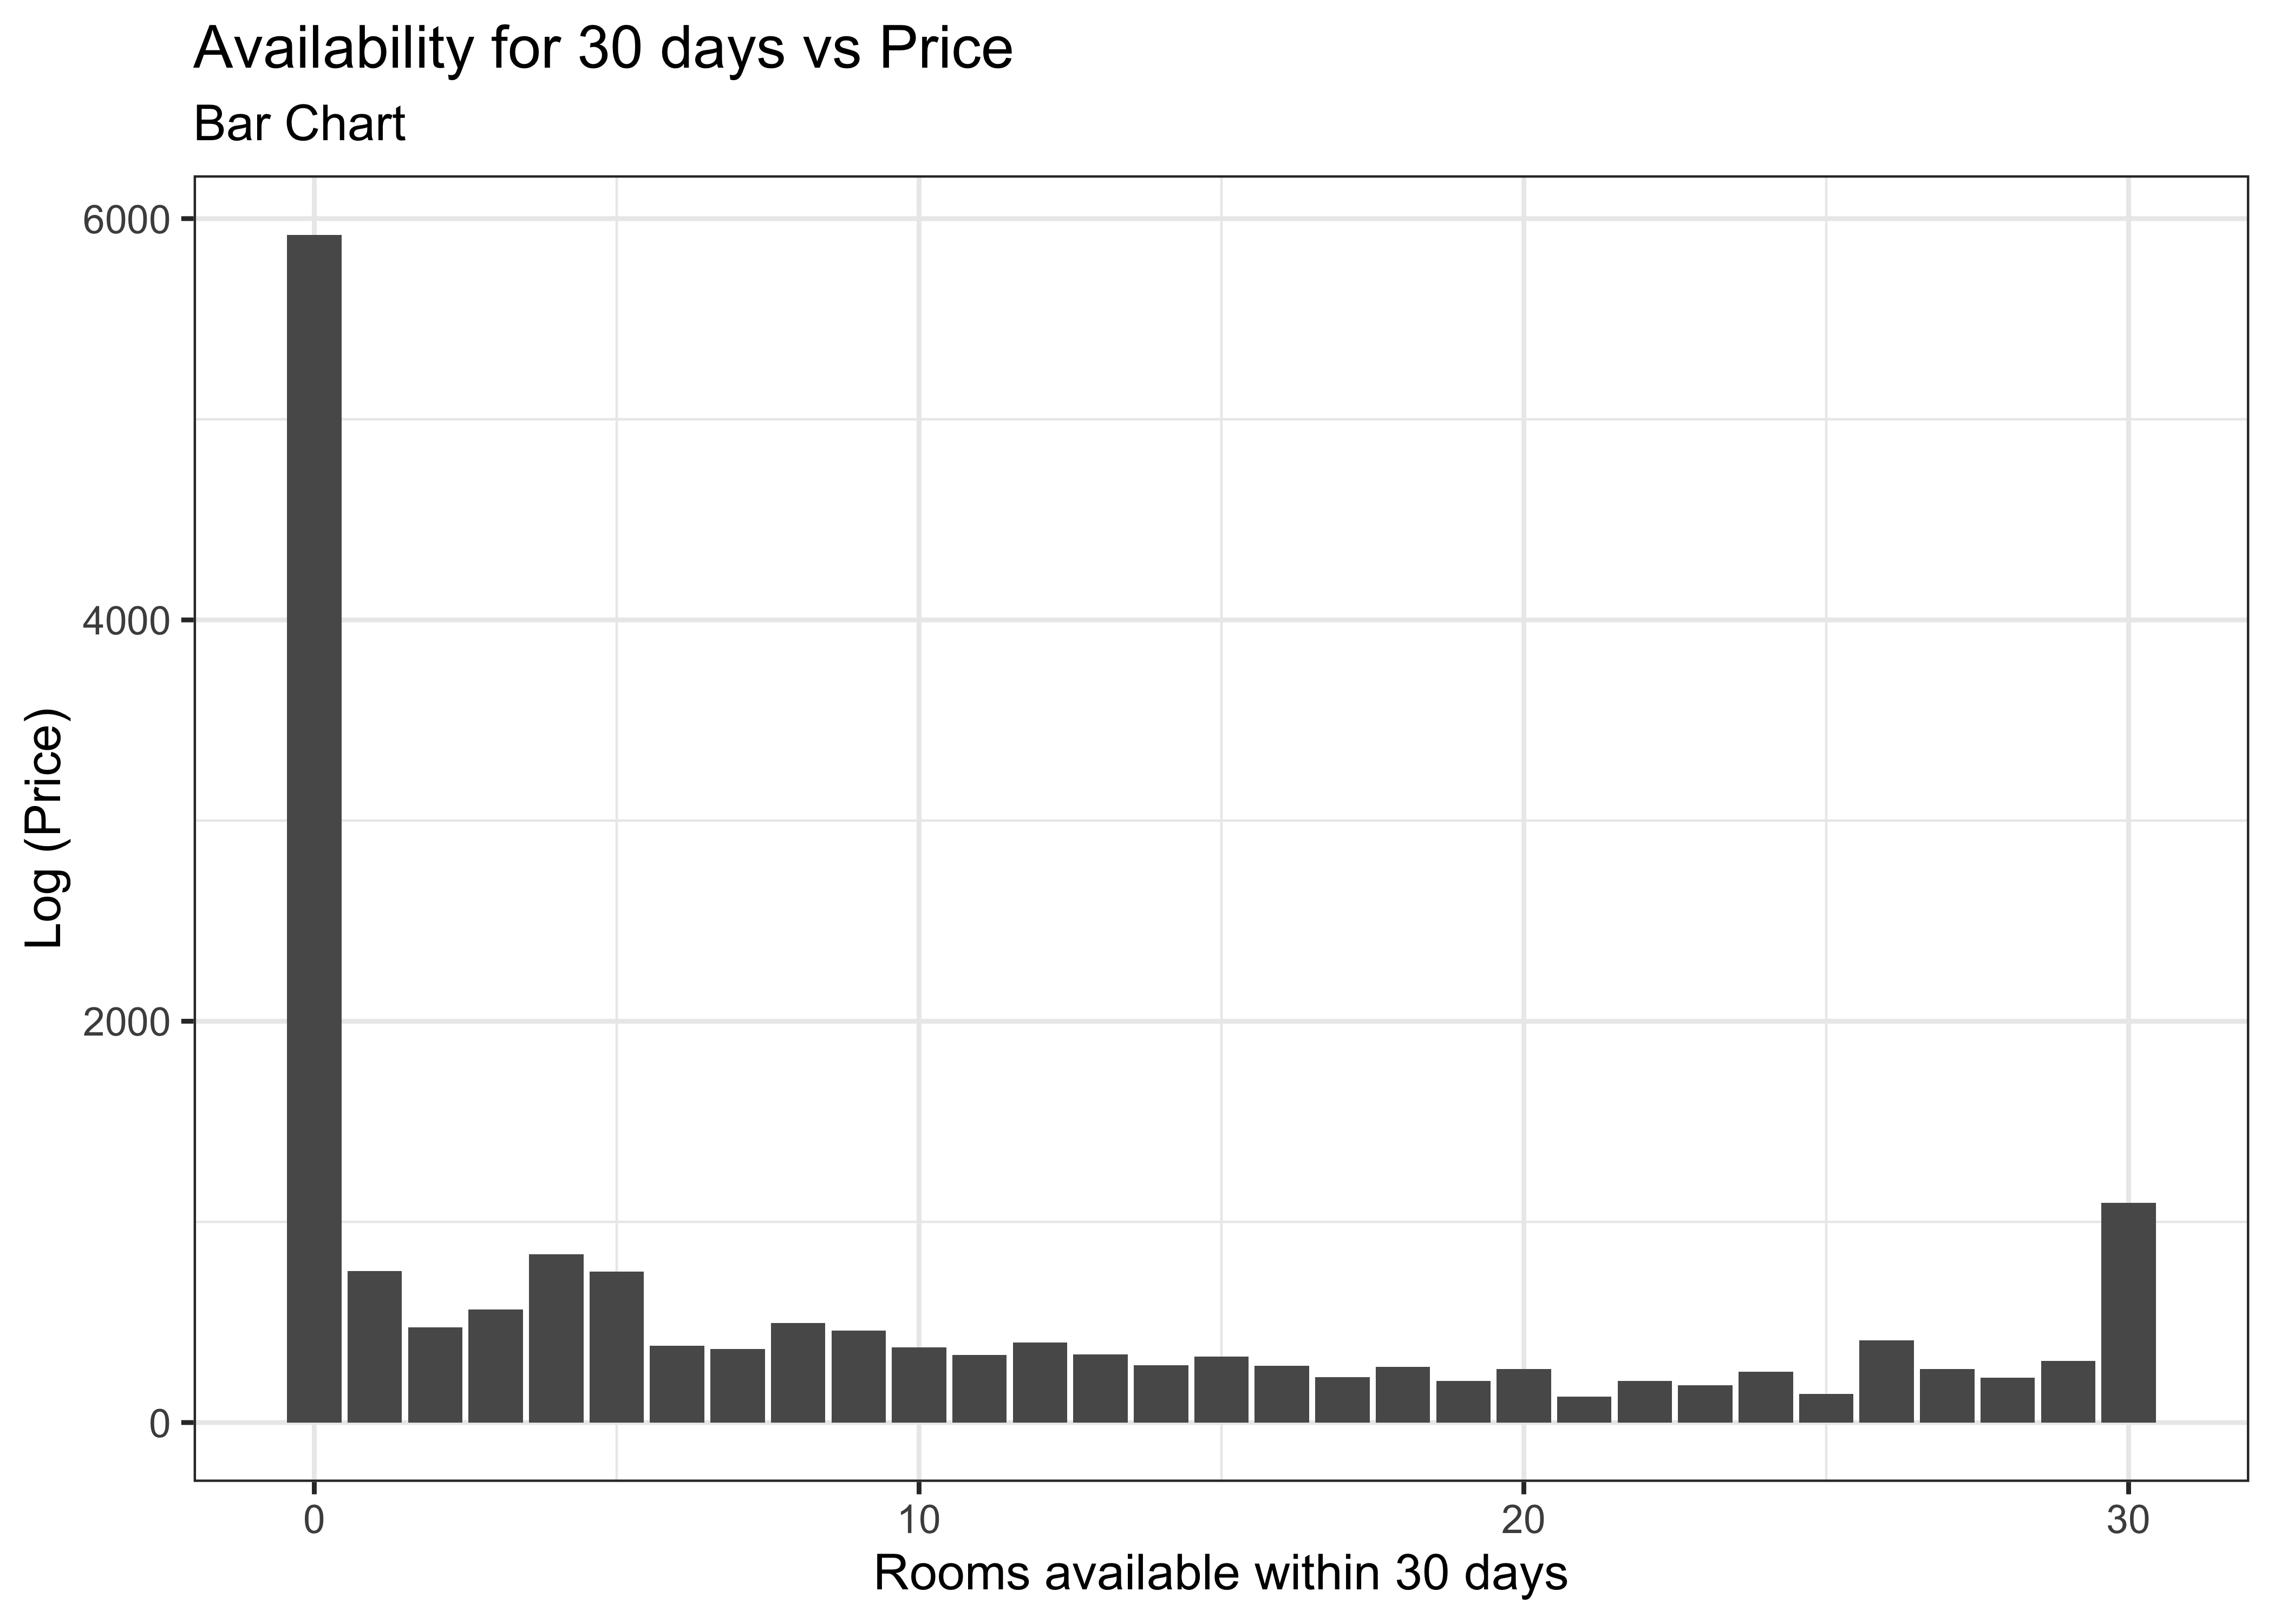 Availability for 30 days vs Price
Bar Chart
6000
4000
2000
0
Log (Price)
0 10 20 30
Rooms available within 30 days